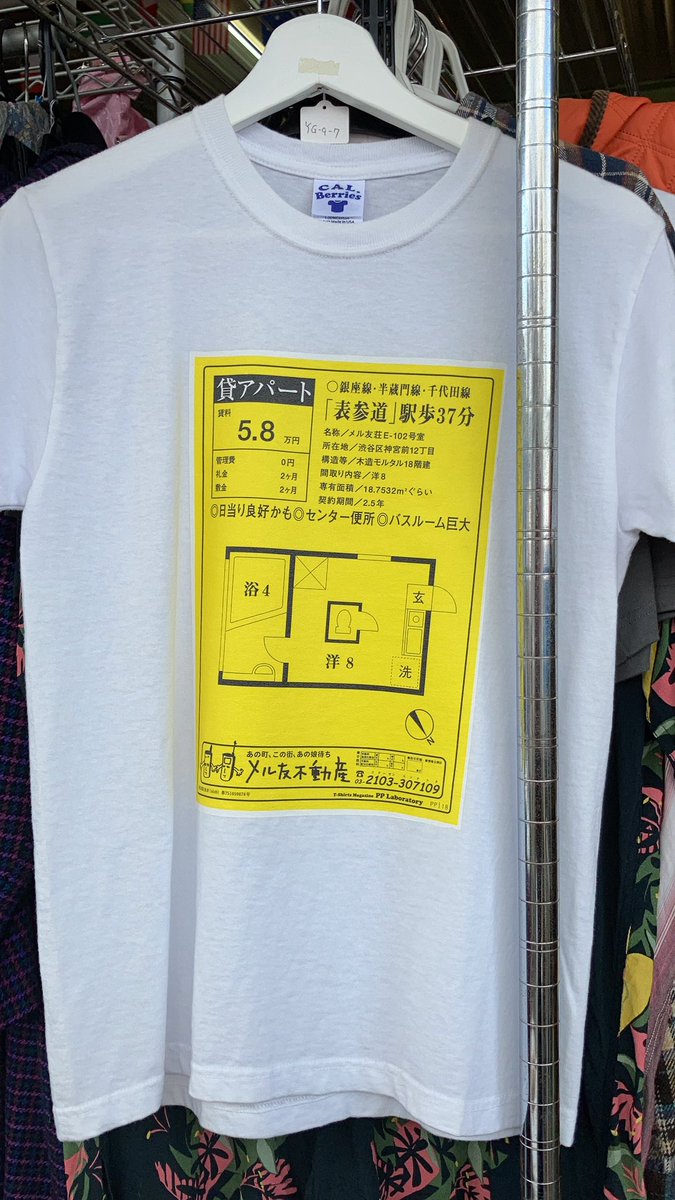 YG-9-7
CAL.
Berries
貸アパート
賃料
5.8 万円
管理費 0円
礼金 2ヶ月
敷金 2ヶ月
○銀座線・半蔵門線・千代田線
「表参道」駅歩37分
名称／メル友荘E-102号室
所在地／渋谷区神宮前12丁目
構造等／木造モルタル18階建
間取り内容／洋8
専有面積／18.7532m²ぐらい
契約期間／2.5年
◎日当り良好かも◎センター便所◎バスルーム巨大
浴4
玄
洋8
洗
N
あの町、この街、あの娘待ち
メル友不動産
☎03-2103-307109
T-Shirts Magazine PP Laboratory PP|18